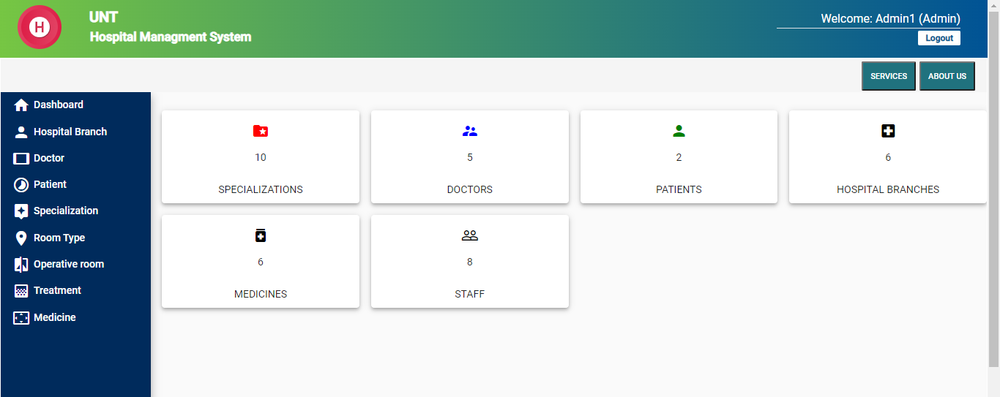 H
UNT
Hospital Managment System
Welcome: Admin1 (Admin)
Logout
SERVICES
ABOUT US
Dashboard
Hospital Branch
Doctor
Patient
Specialization
Room Type
Operative room
Treatment
Medicine
10
SPECIALIZATIONS
5
DOCTORS
2
PATIENTS
6
HOSPITAL BRANCHES
6
MEDICINES
8
STAFF